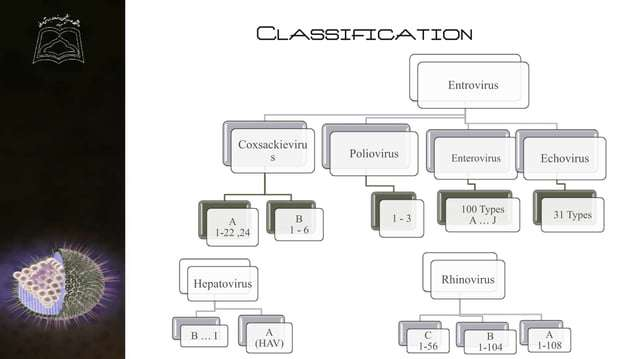 CLASSIFICATION
Entrovirus
Coxsackieviru
s
Poliovirus
Enterovirus
Echovirus
A
1-22 ,24
B
1 - 6
1 - 3
100 Types
A … J
31 Types
Hepatovirus
B … I
A
(HAV)
Rhinovirus
C
1-56
B
1-104
A
1-108